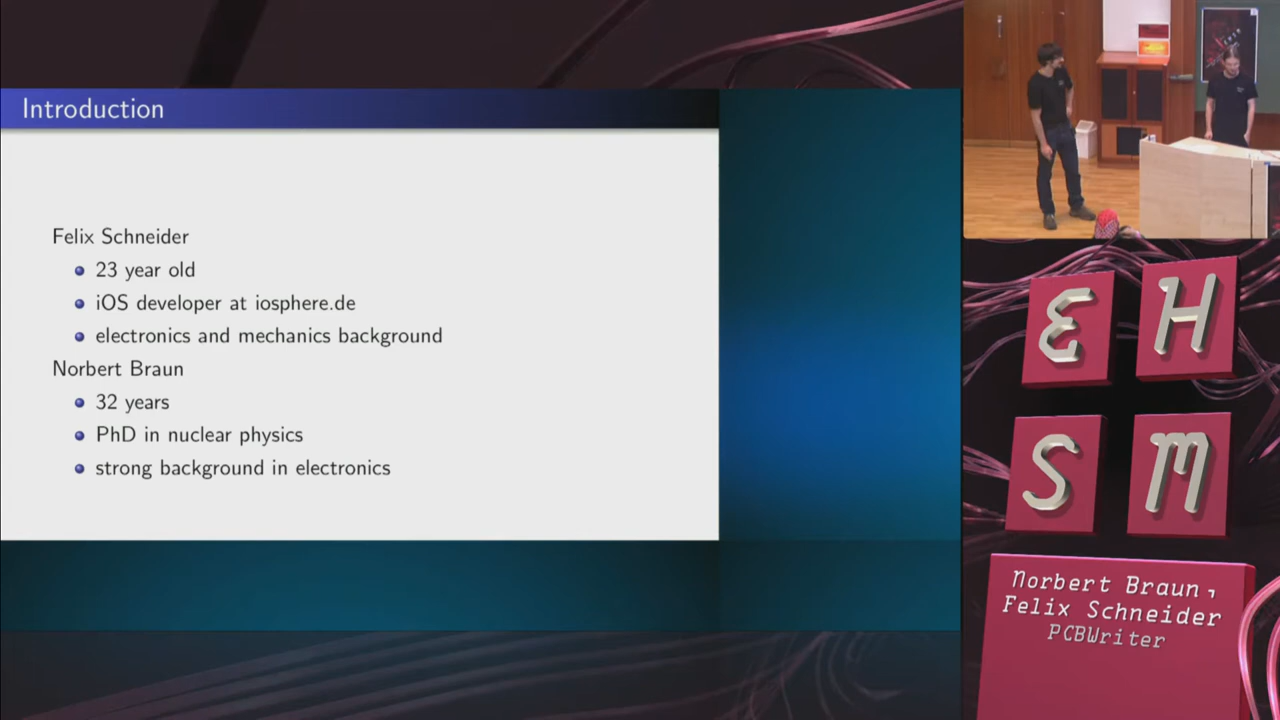 Introduction
Felix Schneider
23 year old
iOS developer at iosphere.de
electronics and mechanics background
Norbert Braun
32 years
PhD in nuclear physics
strong background in electronics
E H
S M
Norbert Braun,
Felix Schneider
PCBWriter